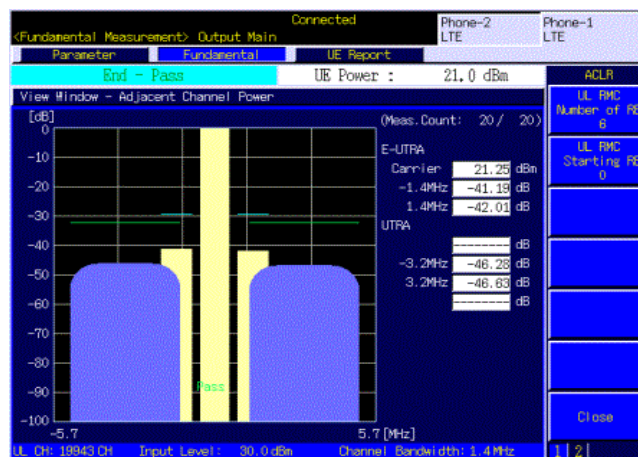 Connected
Phone-2
LTE
Phone-1
LTE
<Fundamental Measurement> Output Main
Parameter
Fundamental
UE Report
End - Pass
UE Power :
21.0 dBm
ACLR
View Window - Adjacent Channel Power
UL RMC
Number of RB
6
UL RMC
Starting RB
0
[dB]
(Meas.Count: 20/ 20)
0
-10
-20
-30
-40
-50
-60
-70
-80
-90
-100
E-UTRA
Carrier 21.25 dBm
-1.4MHz -41.19 dB
1.4MHz -42.01 dB
UTRA
------- dB
-3.2MHz -46.28 dB
3.2MHz -46.63 dB
------- dB
Pass
-5.7
5.7[MHz]
Close
UL CH: 19943 CH Input Level: 30.0 dBm Channel Bandwidth: 1.4 MHz
1 2